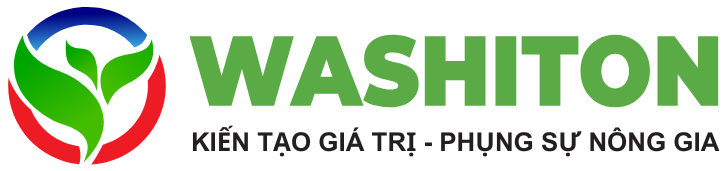 WASHITON
KIẾN TẠO GIÁ TRỊ - PHỤNG SỰ NÔNG GIA